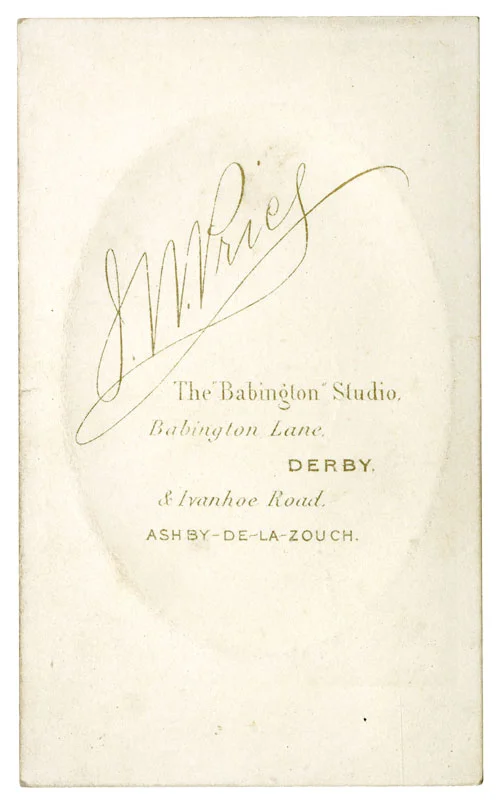 J. W. Price
The "Babington" Studio,
Babington Lane,
DERBY.
& Ivanhoe Road.
ASHBY-DE-LA-ZOUCH.